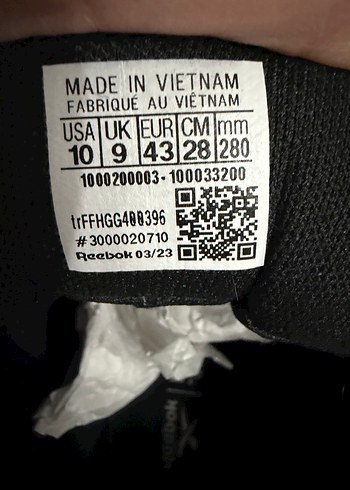 MADE IN VIETNAM
FABRIQUÉ AU VIÊTNAM
USA UK EUR CM mm
10 9 43 28 280
1000200003-100033200
trFFHGG400396
#3000020710
Reebok 03/23
Reebok